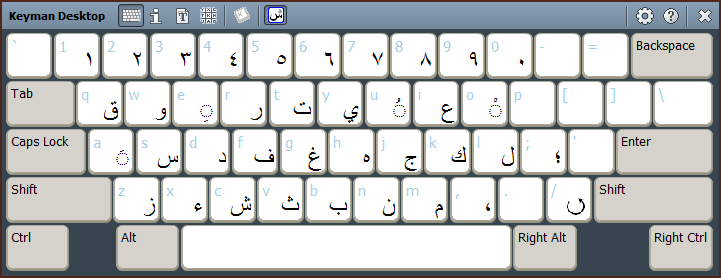 Keyman Desktop ش
` 1 ١ 2 ٢ 3 ٣ 4 ٤ 5 ٥ 6 ٦ 7 ٧ 8 ٨ 9 ٩ 0 ٠ - = Backspace
Tab q ق w و e ◌ِ r ر t ت y ي u ◌ُ i ع o ◌ْ p [ ] \
Caps Lock a ◌َ s س d د f ف g غ h ه j ج k ك l ل ; ؛ ' Enter
Shift z ز x ء c ش v ث b ب n ن m م , ، . / Shift
Ctrl Alt Right Alt Right Ctrl